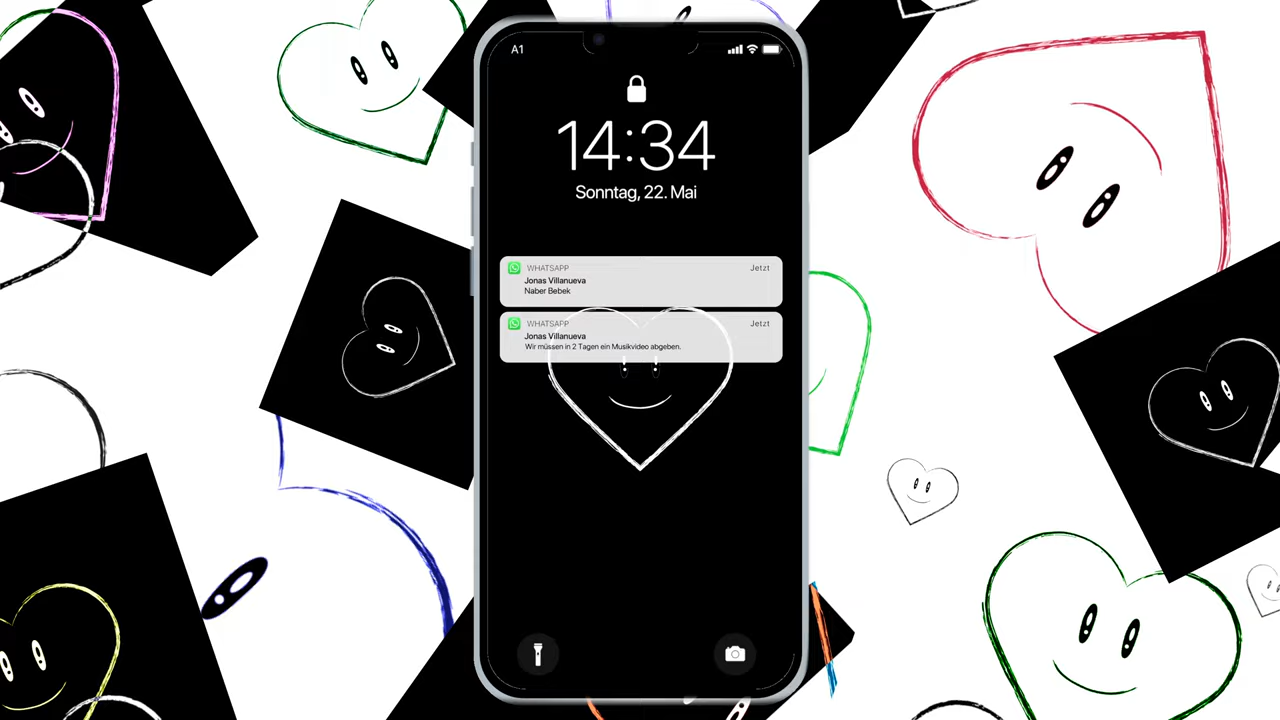 A1
14:34
Sonntag, 22. Mai
WHATSAPP Jetzt
Jonas Villanueva
Naber Bebek
WHATSAPP Jetzt
Jonas Villanueva
Wir müssen in 2 Tagen ein Musikvideo abgeben.